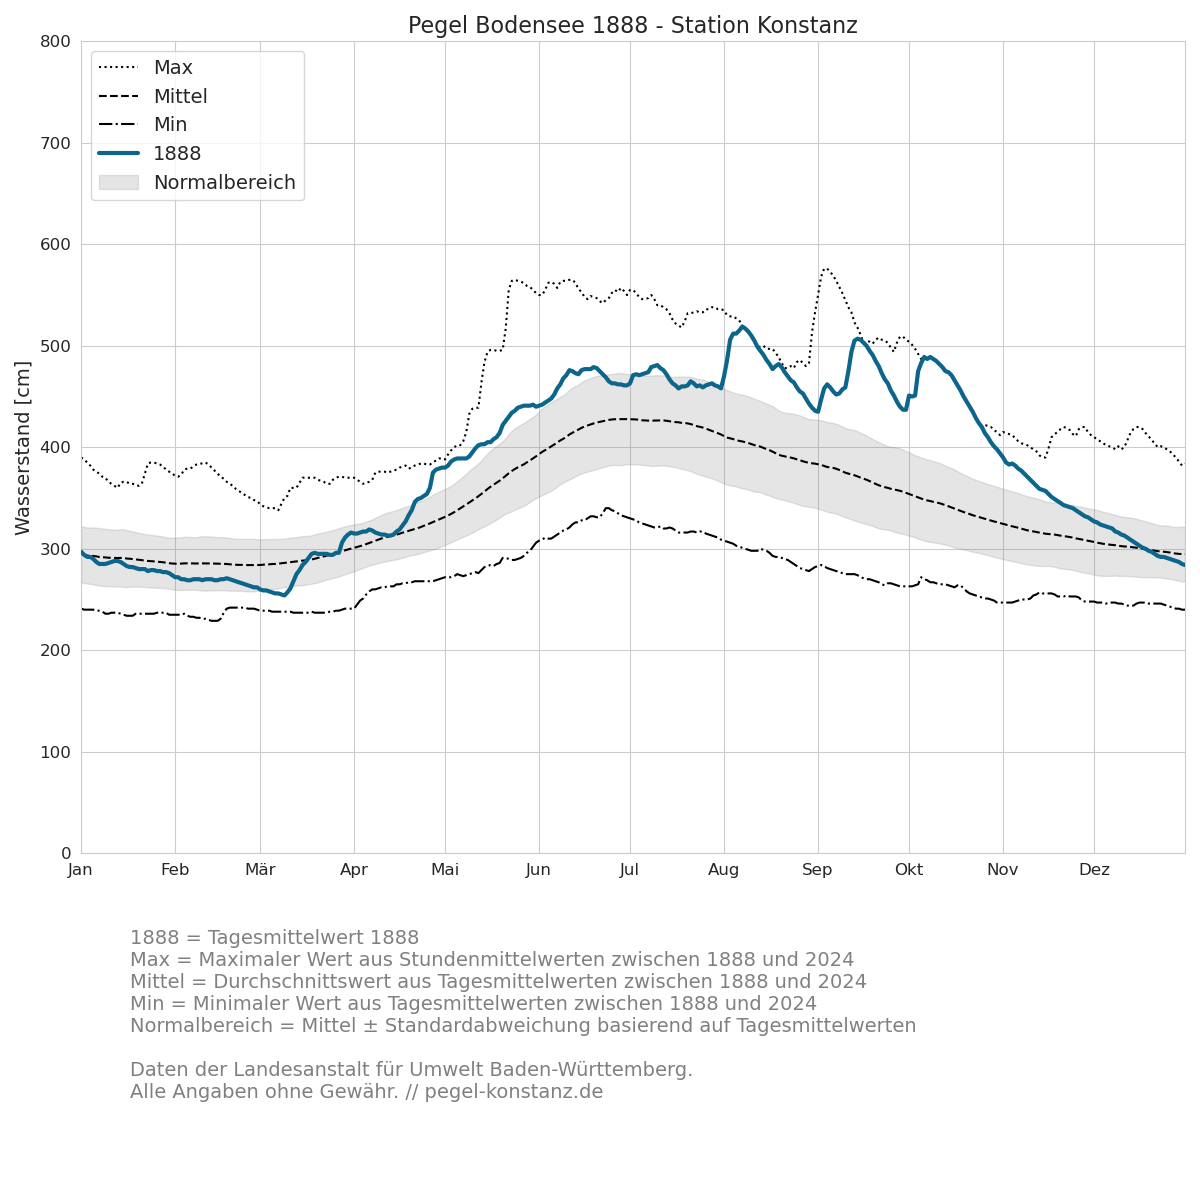 Pegel Bodensee 1888 - Station Konstanz
800
700
600
500
400
300
200
100
0
Wasserstand [cm]
Max
Mittel
Min
1888
Normalbereich
Jan Feb Mär Apr Mai Jun Jul Aug Sep Okt Nov Dez
1888 = Tagesmittelwert 1888
Max = Maximaler Wert aus Stundenmittelwerten zwischen 1888 und 2024
Mittel = Durchschnittswert aus Tagesmittelwerten zwischen 1888 und 2024
Min = Minimaler Wert aus Tagesmittelwerten zwischen 1888 und 2024
Normalbereich = Mittel ± Standardabweichung basierend auf Tagesmittelwerten
Daten der Landesanstalt für Umwelt Baden-Württemberg.
Alle Angaben ohne Gewähr. // pegel-konstanz.de